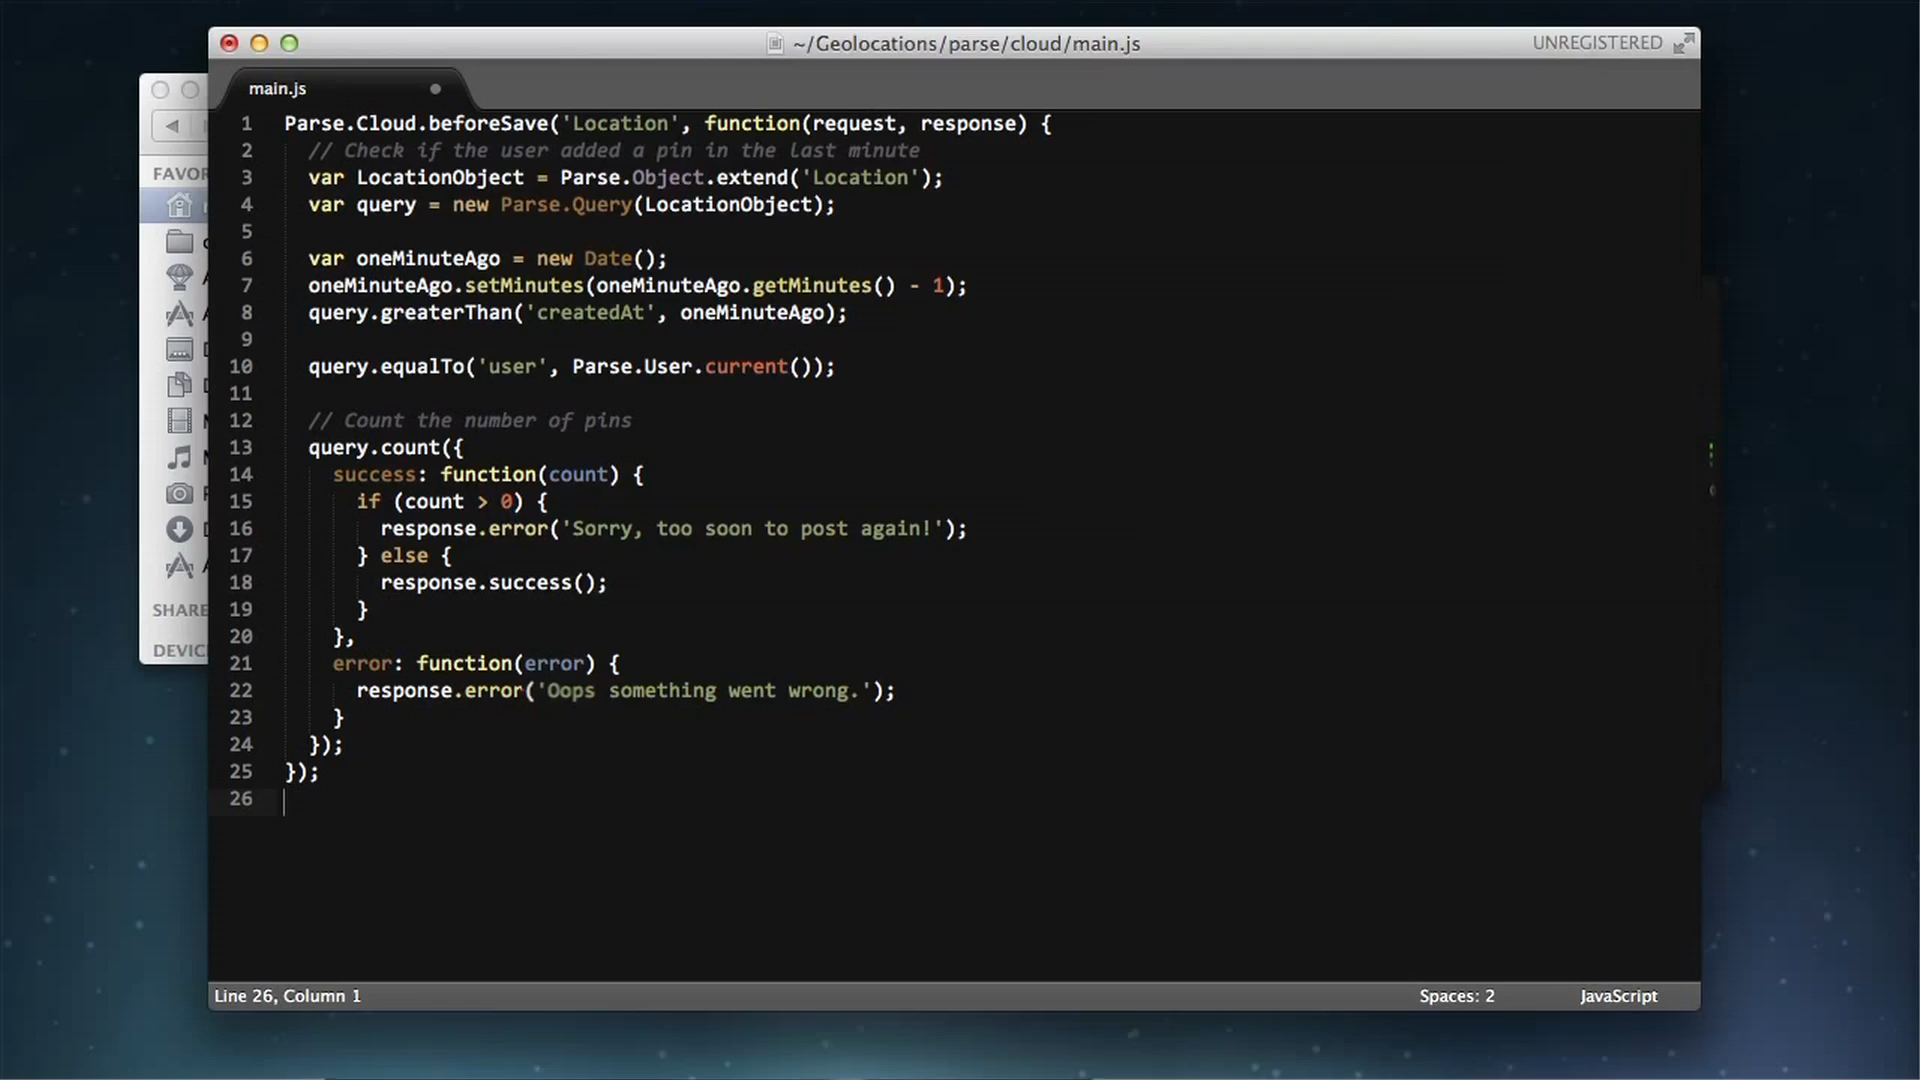 ~/Geolocations/parse/cloud/main.js
UNREGISTERED
main.js
FAVOR
SHARE
DEVIC
1 Parse.Cloud.beforeSave('Location', function(request, response) {
2 // Check if the user added a pin in the last minute
3 var LocationObject = Parse.Object.extend('Location');
4 var query = new Parse.Query(LocationObject);
5
6 var oneMinuteAgo = new Date();
7 oneMinuteAgo.setMinutes(oneMinuteAgo.getMinutes() - 1);
8 query.greaterThan('createdAt', oneMinuteAgo);
9
10 query.equalTo('user', Parse.User.current());
11
12 // Count the number of pins
13 query.count({
14 success: function(count) {
15 if (count > 0) {
16 response.error('Sorry, too soon to post again!');
17 } else {
18 response.success();
19 }
20 },
21 error: function(error) {
22 response.error('Oops something went wrong.');
23 }
24 });
25 });
26
Line 26, Column 1
Spaces: 2
JavaScript